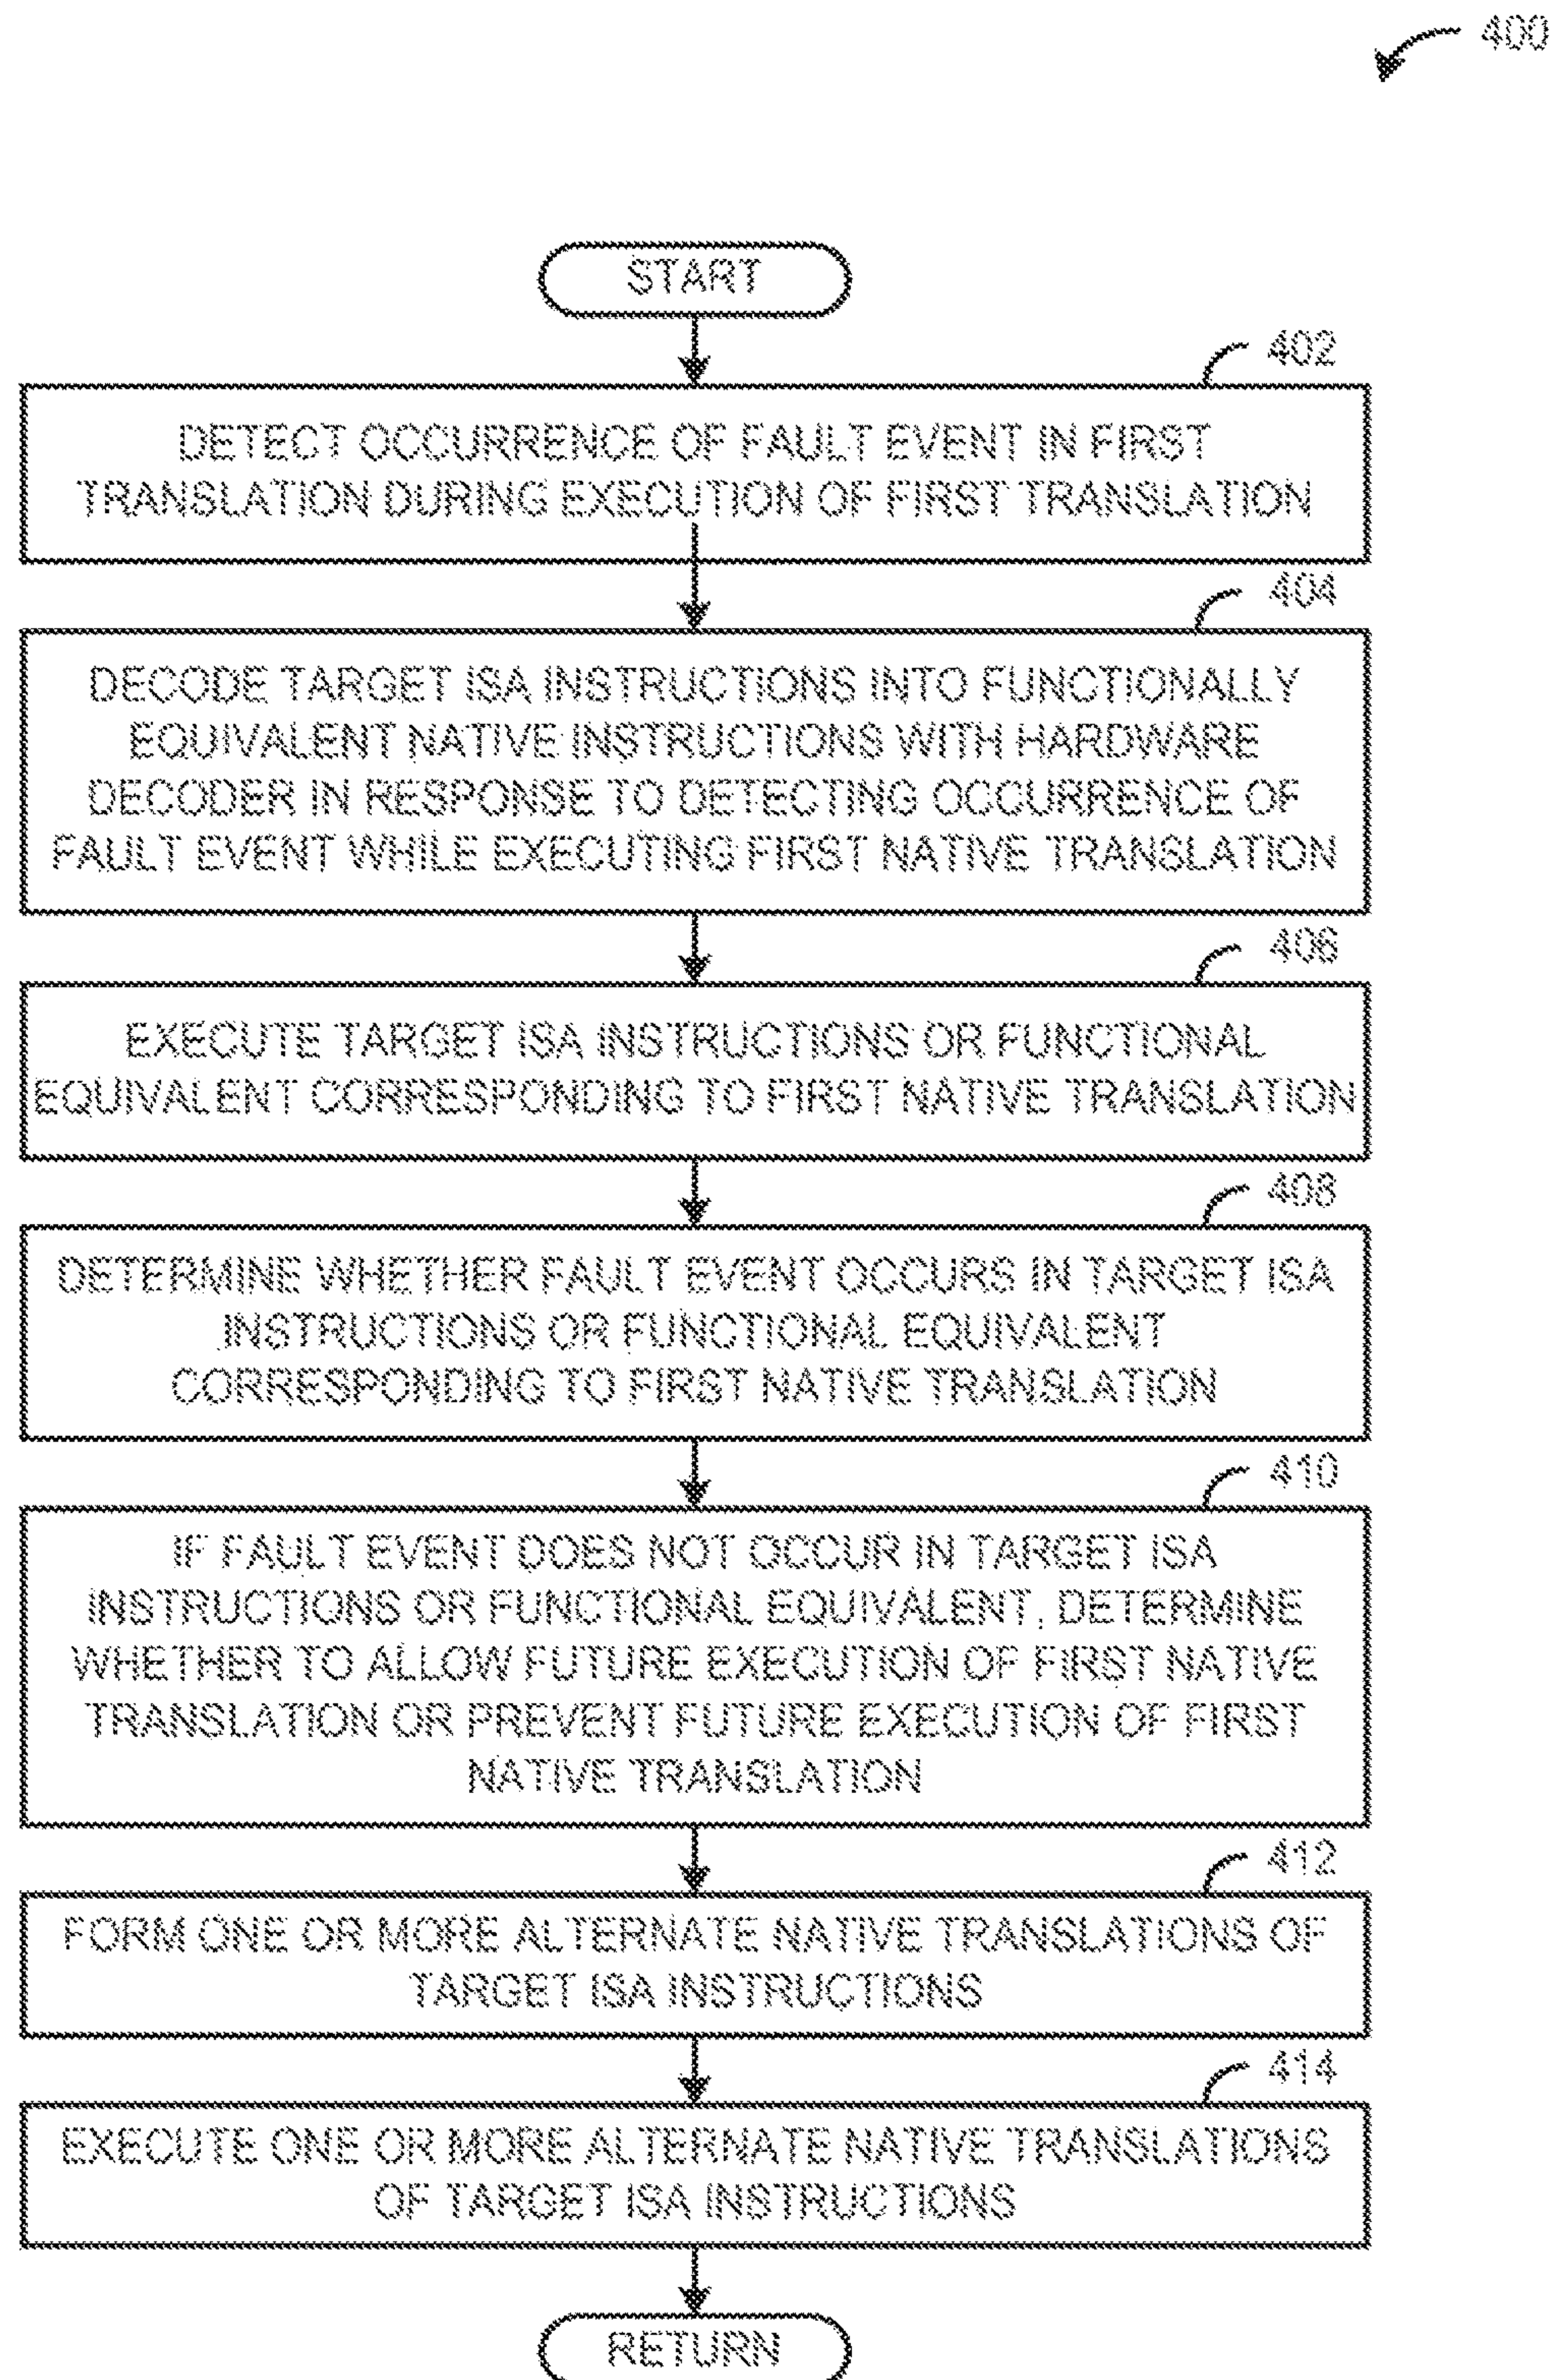 400
START
402
DETECT OCCURRENCE OF FAULT EVENT IN FIRST
TRANSLATION DURING EXECUTION OF FIRST TRANSLATION
404
DECODE TARGET ISA INSTRUCTIONS INTO FUNCTIONALLY
EQUIVALENT NATIVE INSTRUCTIONS WITH HARDWARE
DECODER IN RESPONSE TO DETECTING OCCURRENCE OF
FAULT EVENT WHILE EXECUTING FIRST NATIVE TRANSLATION
406
EXECUTE TARGET ISA INSTRUCTIONS OR FUNCTIONAL
EQUIVALENT CORRESPONDING TO FIRST NATIVE TRANSLATION
408
DETERMINE WHETHER FAULT EVENT OCCURS IN TARGET ISA
INSTRUCTIONS OR FUNCTIONAL EQUIVALENT
CORRESPONDING TO FIRST NATIVE TRANSLATION
410
IF FAULT EVENT DOES NOT OCCUR IN TARGET ISA
INSTRUCTIONS OR FUNCTIONAL EQUIVALENT, DETERMINE
WHETHER TO ALLOW FUTURE EXECUTION OF FIRST NATIVE
TRANSLATION OR PREVENT FUTURE EXECUTION OF FIRST
NATIVE TRANSLATION
412
FORM ONE OR MORE ALTERNATE NATIVE TRANSLATIONS OF
TARGET ISA INSTRUCTIONS
414
EXECUTE ONE OR MORE ALTERNATE NATIVE TRANSLATIONS
OF TARGET ISA INSTRUCTIONS
RETURN